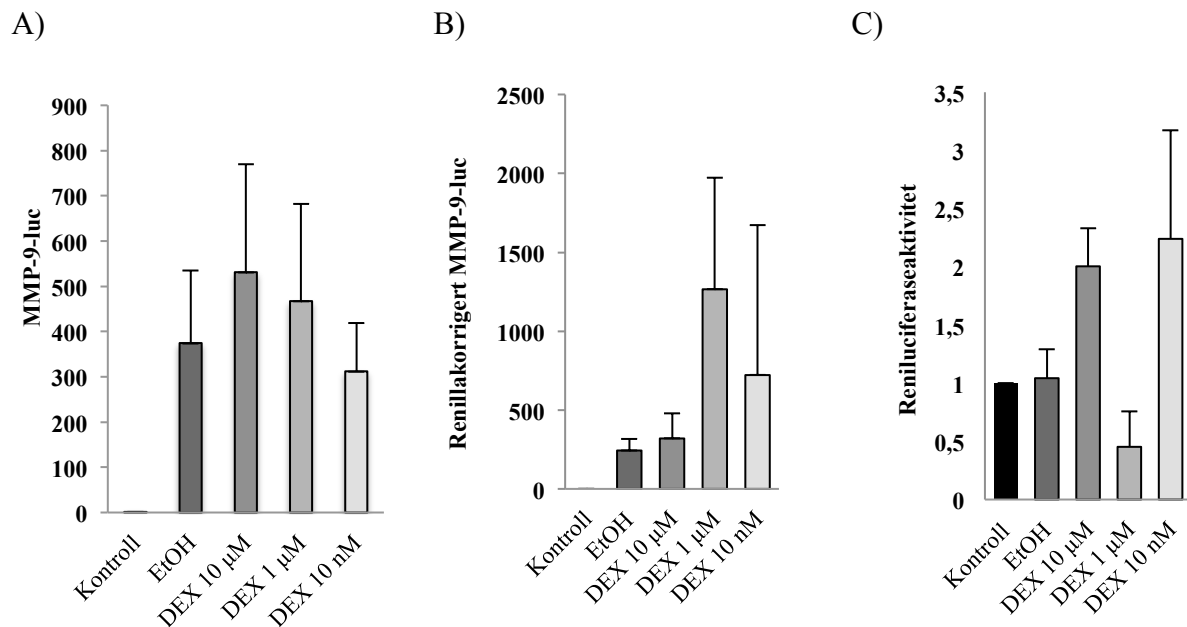 A)
B)
C)
MMP-9-luc
900
800
700
600
500
400
300
200
100
0
Kontroll
EtOH
DEX 10 µM
DEX 1 µM
DEX 10 nM
Renillakorrigert MMP-9-luc
2500
2000
1500
1000
500
0
Kontroll
EtOH
DEX 10 µM
DEX 1 µM
DEX 10 nM
Reniluciferaseaktivitet
3,5
3
2,5
2
1,5
1
0,5
0
Kontroll
EtOH
DEX 10 µM
DEX 1 µM
DEX 10 nM